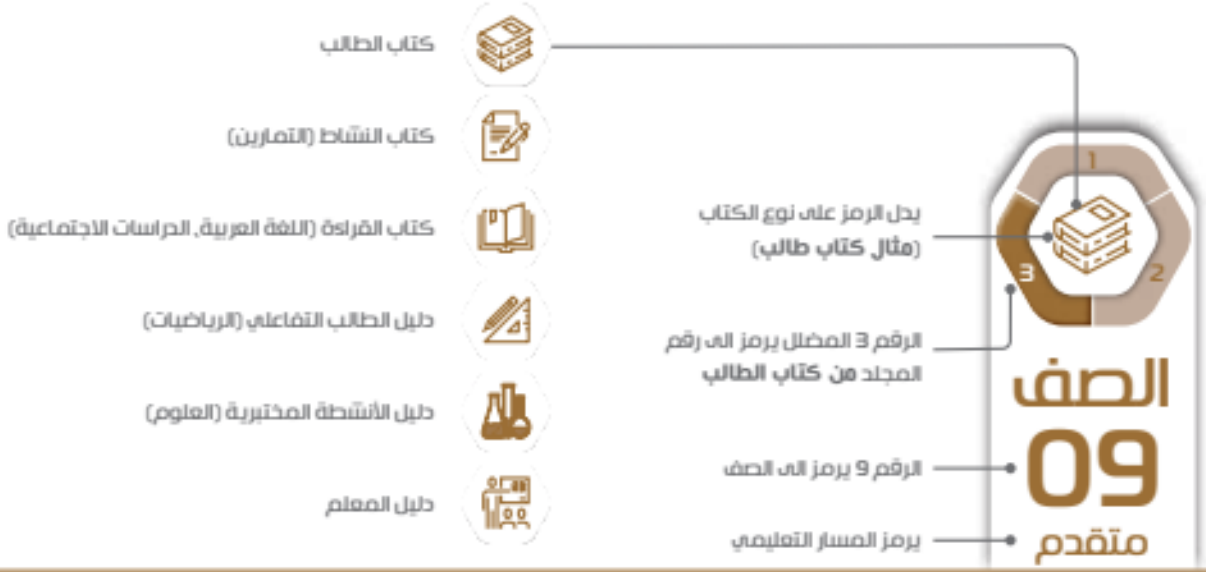 1
2
3
الصف
09
متقدم
يدل الرمز على نوع الكتاب
(مثال كتاب طالب)
الرقم 3 المضلل يرمز الى رقم
المجلد من كتاب الطالب
الرقم 9 يرمز الى الصف
يرمز المسار التعليمي
كتاب الطالب
كتاب النشاط (التمارين)
كتاب القراءة (اللغة العربية, الدراسات الاجتماعية)
دليل الطالب التفاعلي (الرياضيات)
دليل الأنشطة المختبرية (العلوم)
دليل المعلم